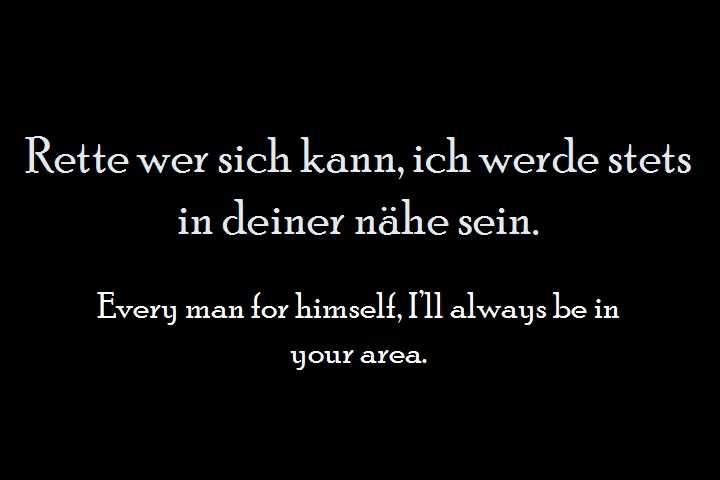 Rette wer sich kann, ich werde stets
in deiner nähe sein.
Every man for himself, I'll always be in
your area.